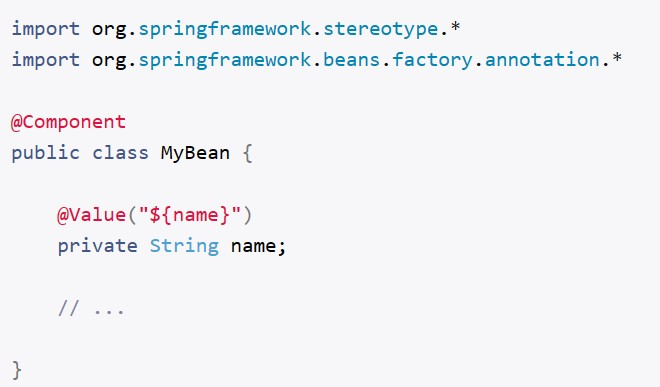 import org.springframework.stereotype.*
import org.springframework.beans.factory.annotation.*
@Component
public class MyBean {
@Value("${name}")
private String name;
// ...
}